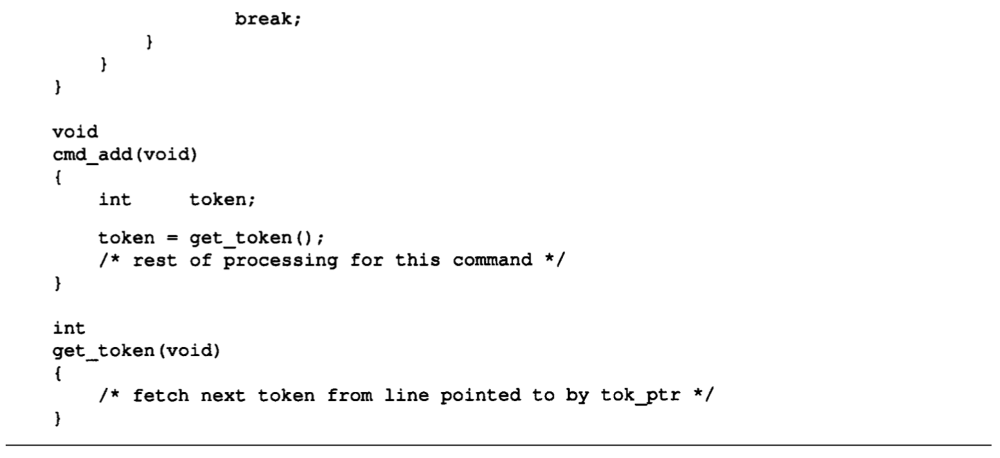 break;
}
}
}
void
cmd_add(void)
{
int token;
token = get_token();
/* rest of processing for this command */
}
int
get_token(void)
{
/* fetch next token from line pointed to by tok_ptr */
}